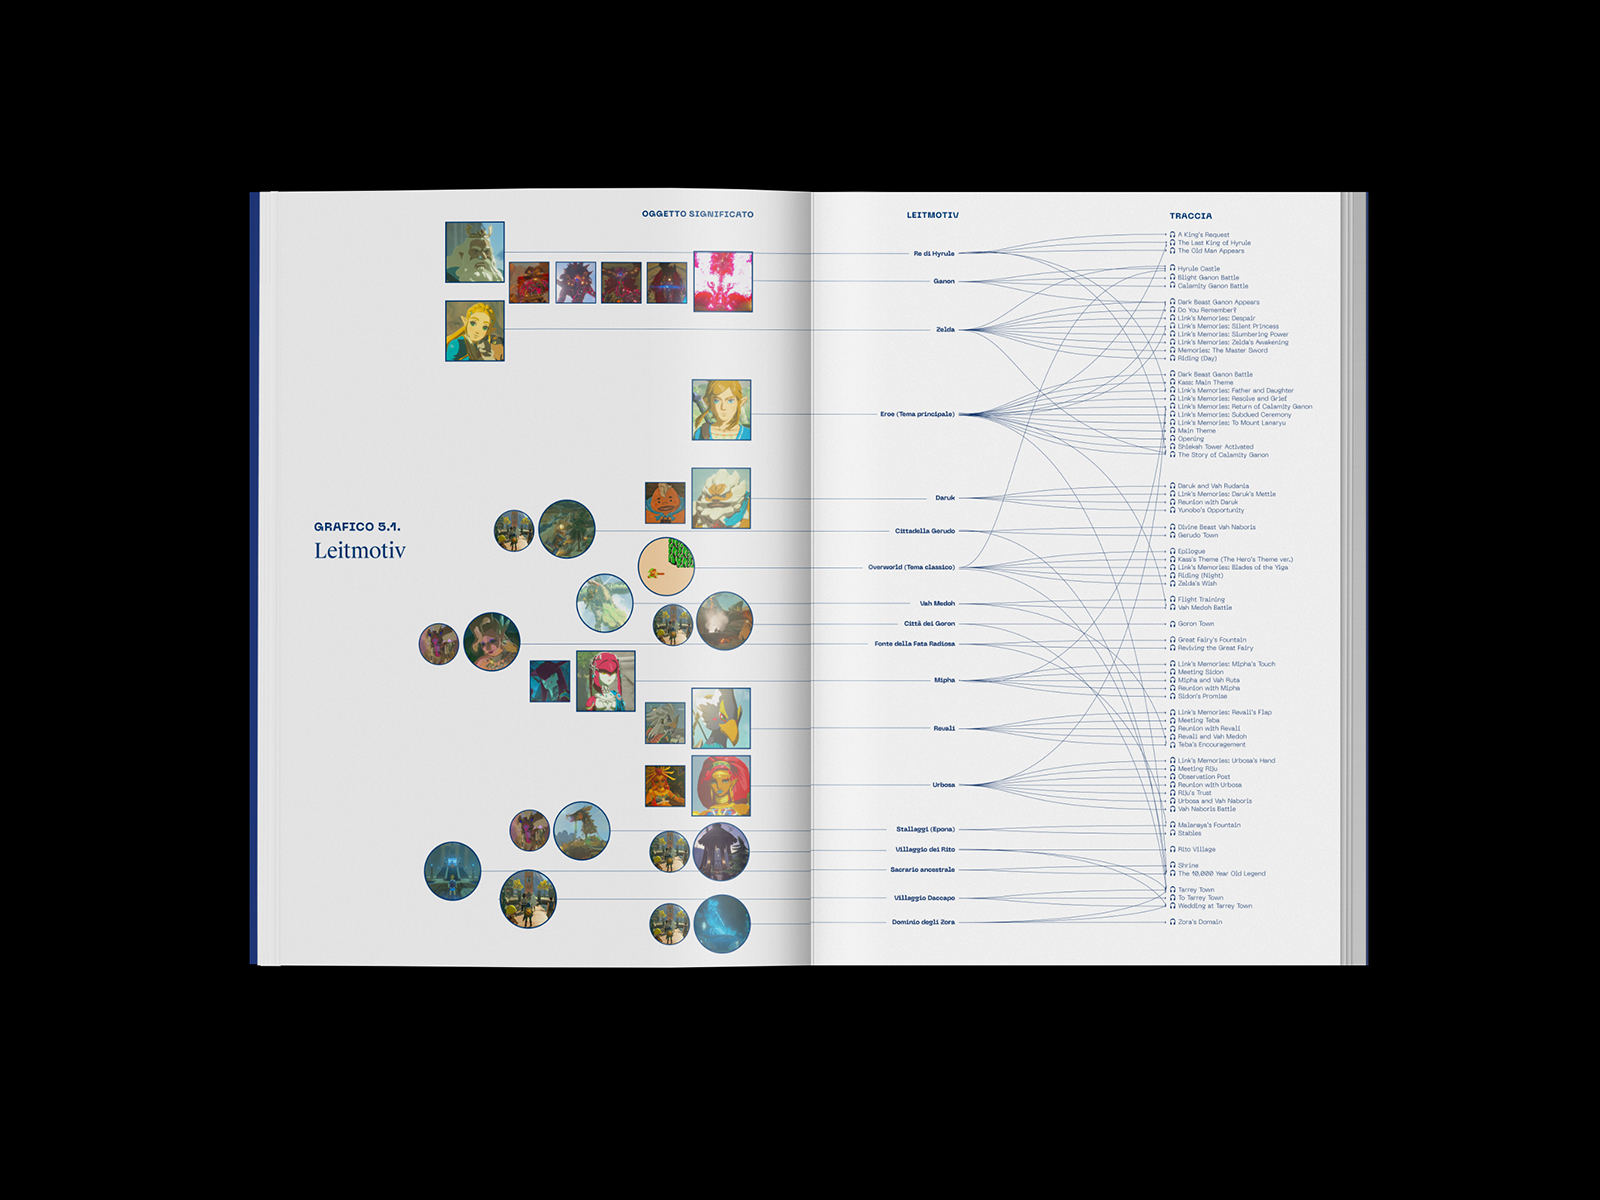 GRAFICO 5.1.
Leitmotiv
OGGETTO SIGNIFICATO
LEITMOTIV
Re di Hyrule
Ganon
Zelda
Eroe (Tema principale)
Daruk
Cittadella Gerudo
Overworld (Tema classico)
Vah Medoh
Città dei Goron
Fonte della Fata Radiosa
Mipha
Revali
Urbosa
Stallaggi (Epona)
Villaggio dei Rito
Sacrario ancestrale
Villaggio Daccapo
Dominio degli Zora
TRACCIA
A King's Request
The Last King of Hyrule
The Old Man Appears
Hyrule Castle
Blight Ganon Battle
Calamity Ganon Battle
Dark Beast Ganon Appears
Do You Remember?
Link's Memories: Despair
Link's Memories: Silent Princess
Link's Memories: Slumbering Power
Link's Memories: Zelda's Awakening
Memories: The Master Sword
Riding (Day)
Dark Beast Ganon Battle
Kass: Main Theme
Link's Memories: Father and Daughter
Link's Memories: Resolve and Grief
Link's Memories: Return of Calamity Ganon
Link's Memories: Subdued Ceremony
Link's Memories: To Mount Lanaryu
Main Theme
Opening
Shiekah Tower Activated
The Story of Calamity Ganon
Daruk and Vah Rudania
Link's Memories: Daruk's Mettle
Reunion with Daruk
Yunobo's Opportunity
Divine Beast Vah Naboris
Gerudo Town
Epilogue
Kass's Theme (The Hero's Theme ver.)
Link's Memories: Blades of the Yiga
Riding (Night)
Zelda's Wish
Flight Training
Vah Medoh Battle
Goron Town
Great Fairy's Fountain
Reviving the Great Fairy
Link's Memories: Mipha's Touch
Meeting Sidon
Mipha and Vah Ruta
Reunion with Mipha
Sidon's Promise
Link's Memories: Revali's Flap
Meeting Teba
Reunion with Revali
Revali and Vah Medoh
Teba's Encouragement
Link's Memories: Urbosa's Hand
Meeting Riju
Observation Post
Reunion with Urbosa
Riju's Trust
Urbosa and Vah Naboris
Vah Naboris Battle
Malanaya's Fountain
Stables
Rito Village
Shrine
The 10,000 Year Old Legend
Tarrey Town
To Tarrey Town
Wedding at Tarrey Town
Zora's Domain